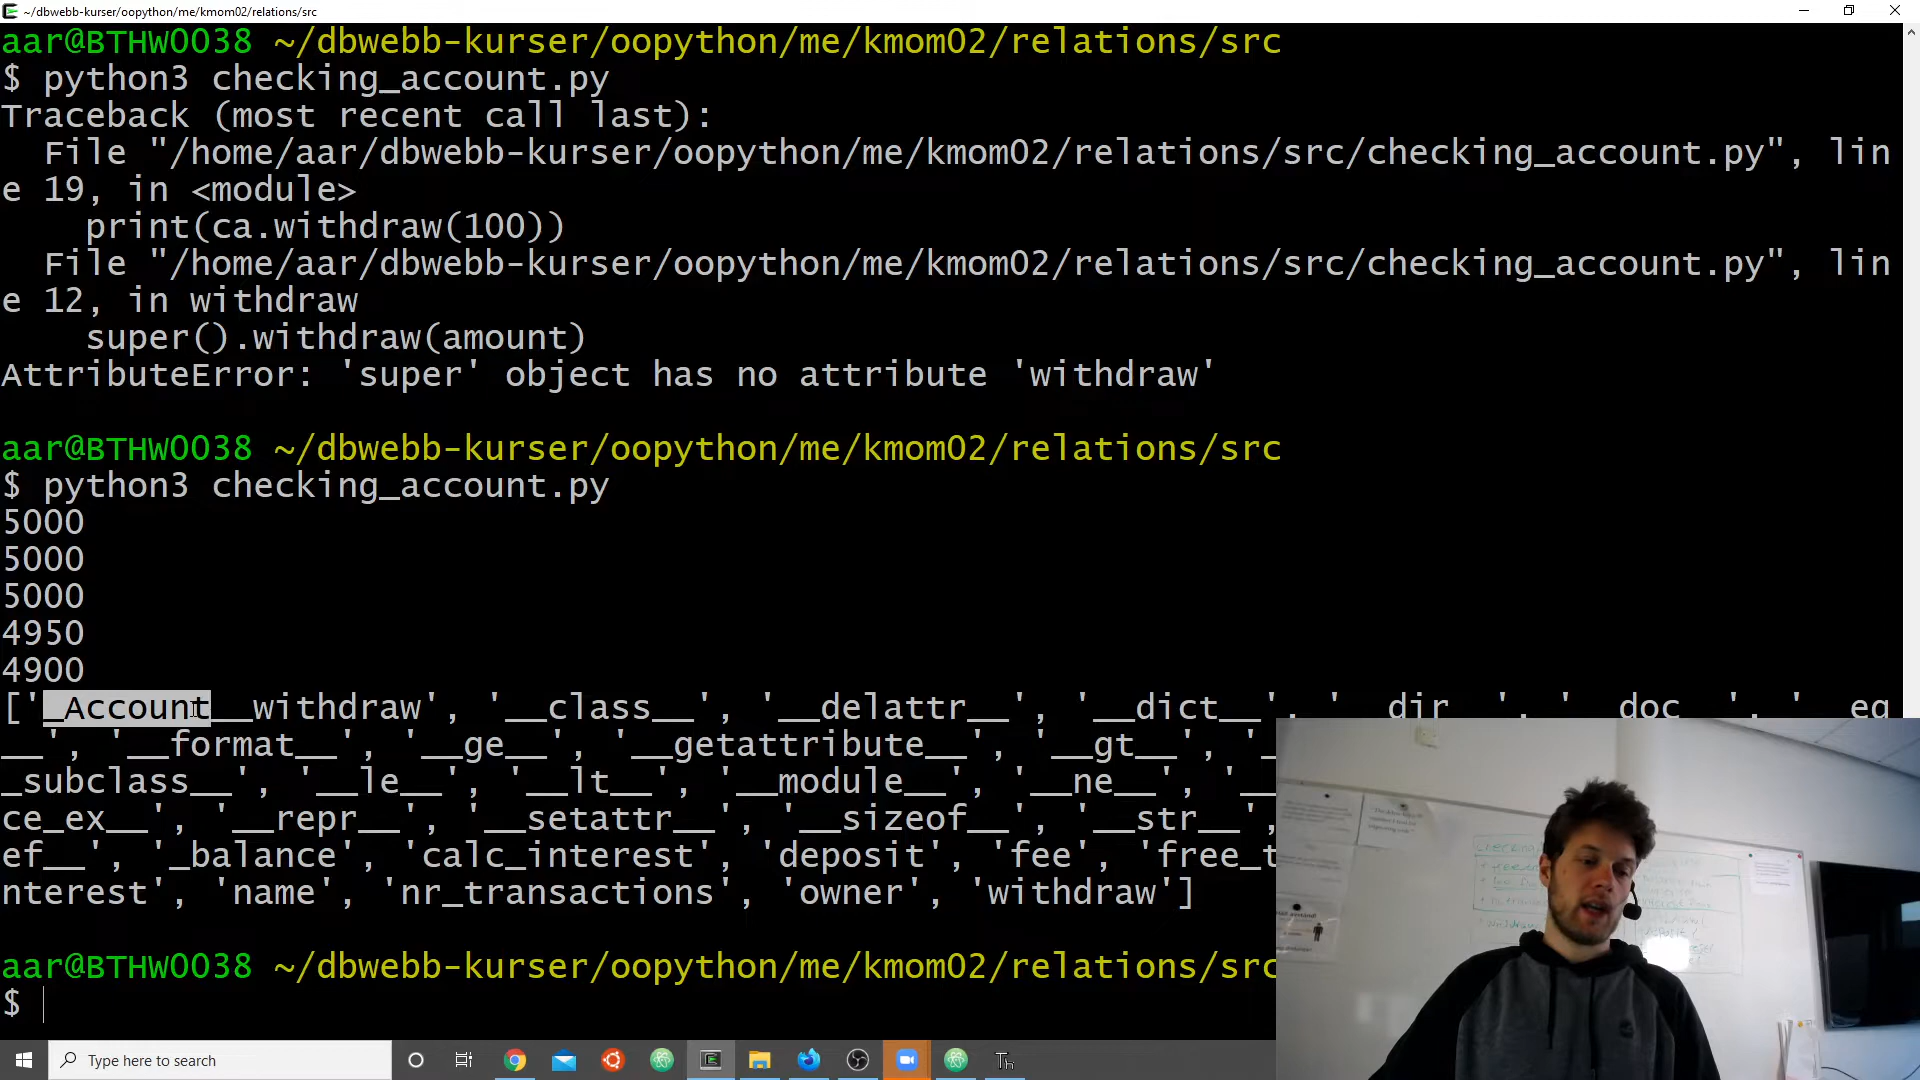 ~/dbwebb-kurser/oopython/me/kmom02/relations/src
aar@BTHW0038 ~/dbwebb-kurser/oopython/me/kmom02/relations/src
$ python3 checking_account.py
Traceback (most recent call last):
  File "/home/aar/dbwebb-kurser/oopython/me/kmom02/relations/src/checking_account.py", lin
e 19, in <module>
    print(ca.withdraw(100))
  File "/home/aar/dbwebb-kurser/oopython/me/kmom02/relations/src/checking_account.py", lin
e 12, in withdraw
    super().withdraw(amount)
AttributeError: 'super' object has no attribute 'withdraw'
aar@BTHW0038 ~/dbwebb-kurser/oopython/me/kmom02/relations/src
$ python3 checking_account.py
5000
5000
5000
4950
4900
['_Account__withdraw', '__class__', '__delattr__', '__dict__', '__dir__', '__doc__', '__eq
__', '__format__', '__ge__', '__getattribute__', '__gt__', '_
_subclass__', '__le__', '__lt__', '__module__', '__ne__', '__
ce_ex__', '__repr__', '__setattr__', '__sizeof__', '__str__',
ef__', '_balance', 'calc_interest', 'deposit', 'fee', 'free_t
nterest', 'name', 'nr_transactions', 'owner', 'withdraw']
aar@BTHW0038 ~/dbwebb-kurser/oopython/me/kmom02/relations/src
$
Type here to search
Th